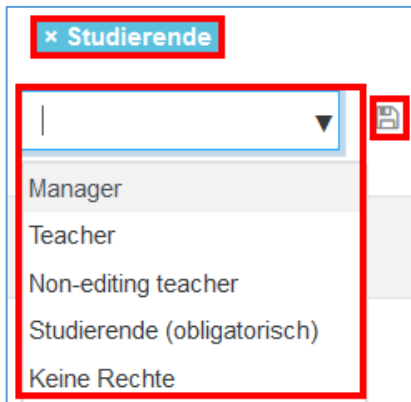 × Studierende
Manager
Teacher
Non-editing teacher
Studierende (obligatorisch)
Keine Rechte